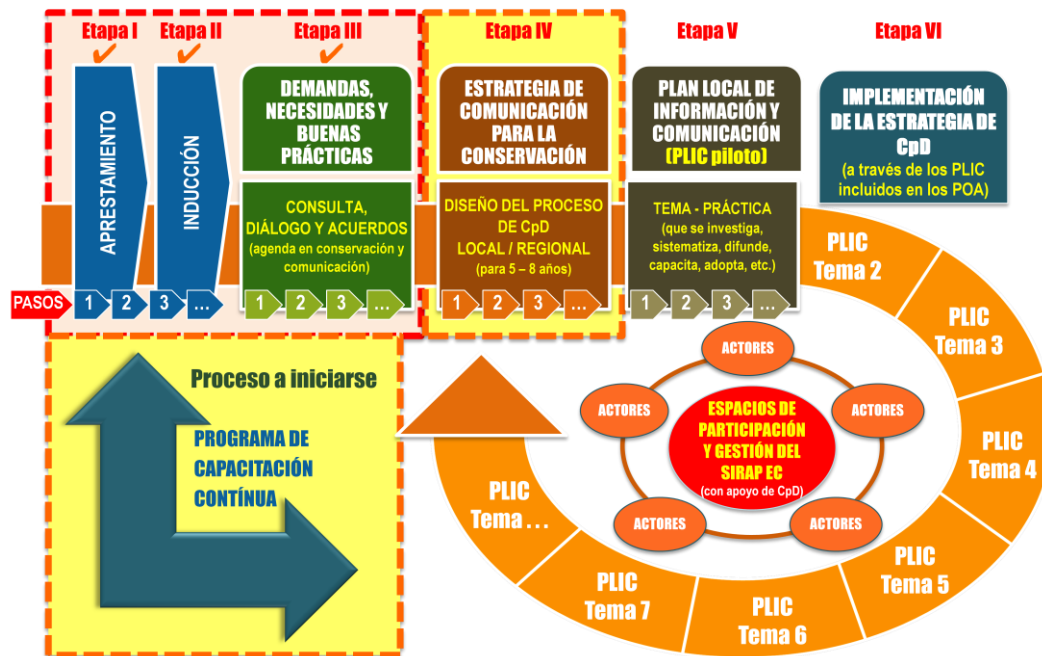 Etapa I
Etapa II
Etapa III
Etapa IV
Etapa V
Etapa VI
APRESTAMIENTO
INDUCCIÓN
DEMANDAS,
NECESIDADES Y
BUENAS
PRÁCTICAS
CONSULTA,
DIÁLOGO Y ACUERDOS
(agenda en conservación y
comunicación)
ESTRATEGIA DE
COMUNICACIÓN
PARA LA
CONSERVACIÓN
DISEÑO DEL PROCESO
DE CpD
LOCAL / REGIONAL
(para 5 – 8 años)
PLAN LOCAL DE
INFORMACIÓN Y
COMUNICACIÓN
(PLIC piloto)
TEMA - PRÁCTICA
(que se investiga,
sistematiza, difunde,
capacita, adopta, etc.)
IMPLEMENTACIÓN
DE LA ESTRATEGIA DE
CpD
(a través de los PLIC
incluidos en los POA)
PASOS
1 2 3 ...
1 2 3 ...
1 2 3 ...
1 2 3 ...
Proceso a iniciarse
PROGRAMA DE
CAPACITACIÓN
CONTÍNUA
PLIC
Tema 2
PLIC
Tema 3
PLIC
Tema 4
PLIC
Tema 5
PLIC
Tema 6
PLIC
Tema 7
PLIC
Tema ...
ACTORES
ACTORES
ACTORES
ACTORES
ACTORES
ESPACIOS DE
PARTICIPACIÓN
Y GESTIÓN DEL
SIRAP EC
(con apoyo de CpD)